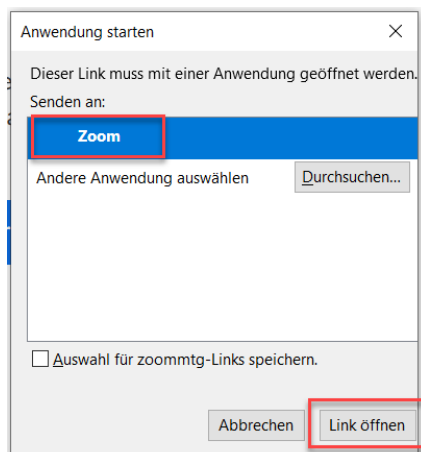 Anwendung starten
Dieser Link muss mit einer Anwendung geöffnet werden.
Senden an:
Zoom
Andere Anwendung auswählen Durchsuchen...
Auswahl für zoommtg-Links speichern.
Abbrechen Link öffnen